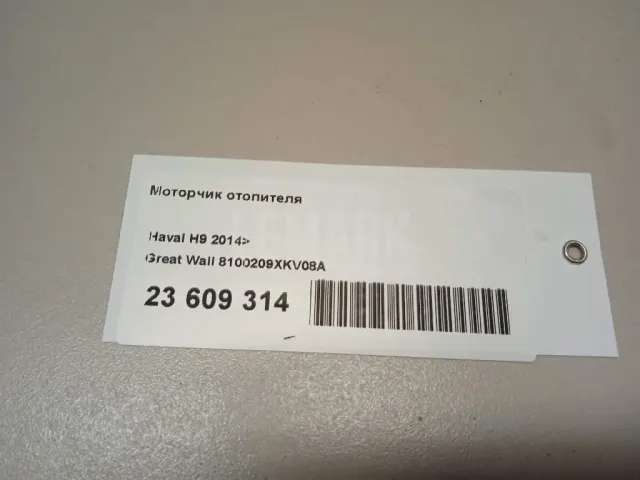 Моторчик отопителя
Haval H9 2014>
Great Wall 8100209XKV08A
23 609 314